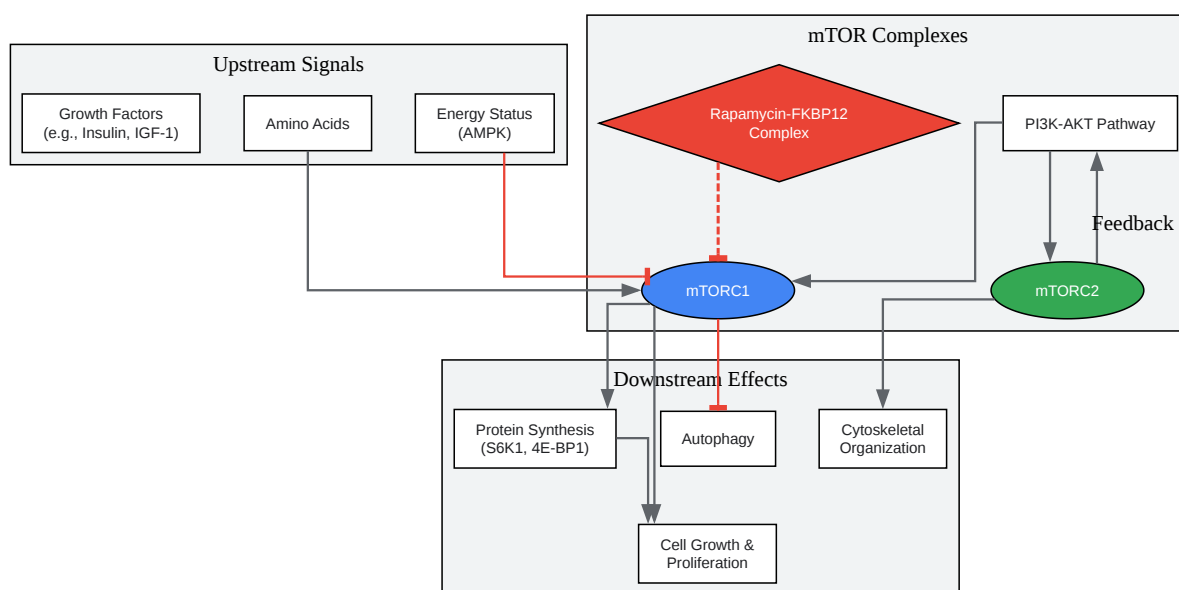 mTOR Complexes
Upstream Signals
Growth Factors
(e.g., Insulin, IGF-1)
Amino Acids
Energy Status
(AMPK)
Rapamycin-FKBP12
Complex
PI3K-AKT Pathway
Feedback
mTORC1
mTORC2
Downstream Effects
Protein Synthesis
(S6K1, 4E-BP1)
Autophagy
Cytoskeletal
Organization
Cell Growth &
Proliferation